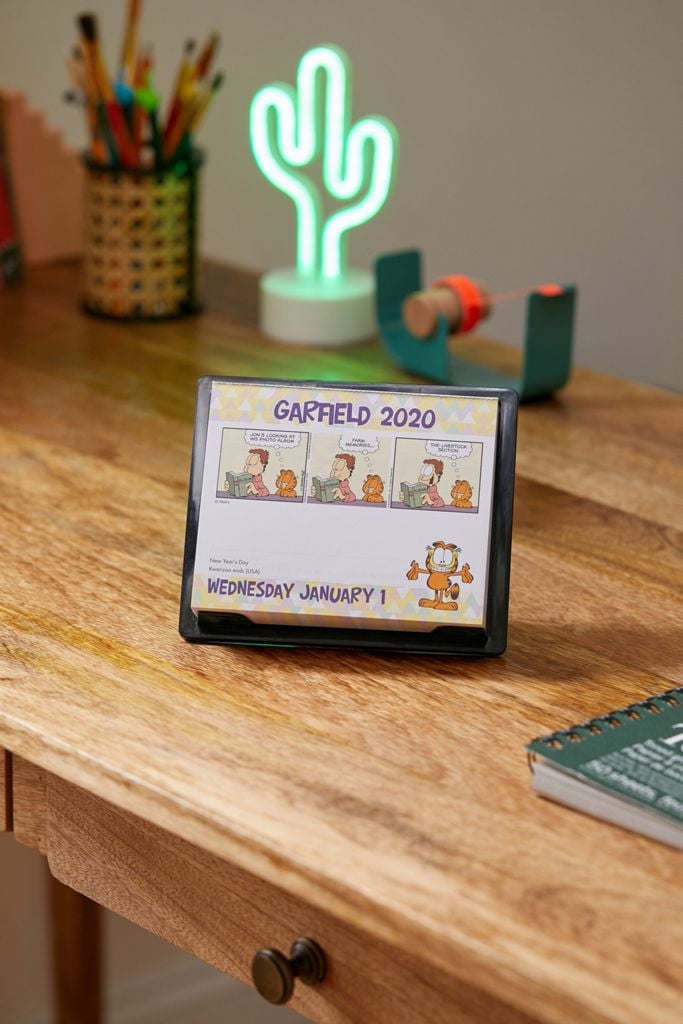 GARFIELD 2020
JON'S LOOKING AT
HIS PHOTO ALBUM
FARM
MEMORIES...
THE LIVESTOCK
SECTION
© PAWS
New Year's Day
Kwanzaa ends (USA)
WEDNESDAY JANUARY 1